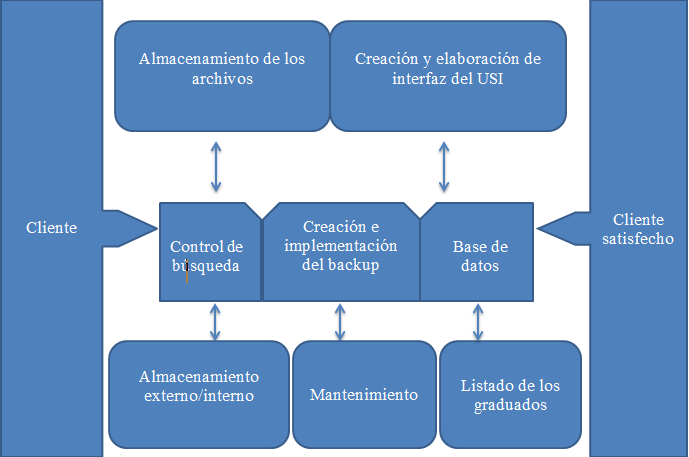 Almacenamiento de los
archivos
Creación y elaboración de
interfaz del USI
Cliente
Control de
búsqueda
Creación e
implementación
del backup
Base de
datos
Cliente
satisfecho
Almacenamiento
externo/interno
Mantenimiento
Listado de los
graduados